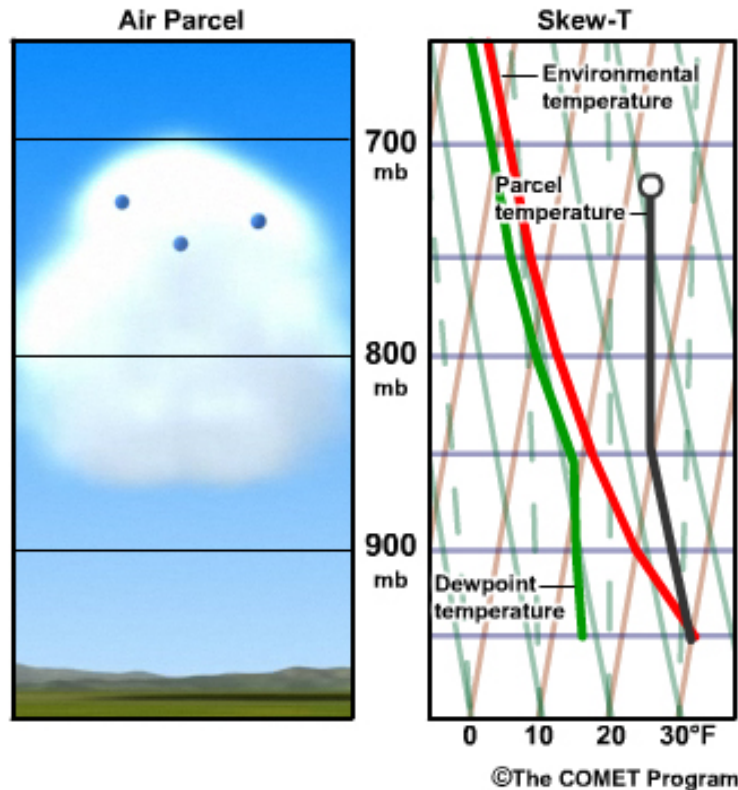 Air Parcel
Skew-T
Environmental
temperature
700
mb
Parcel
temperature
800
mb
900
mb
Dewpoint
temperature
0 10 20 30°F
©The COMET Program